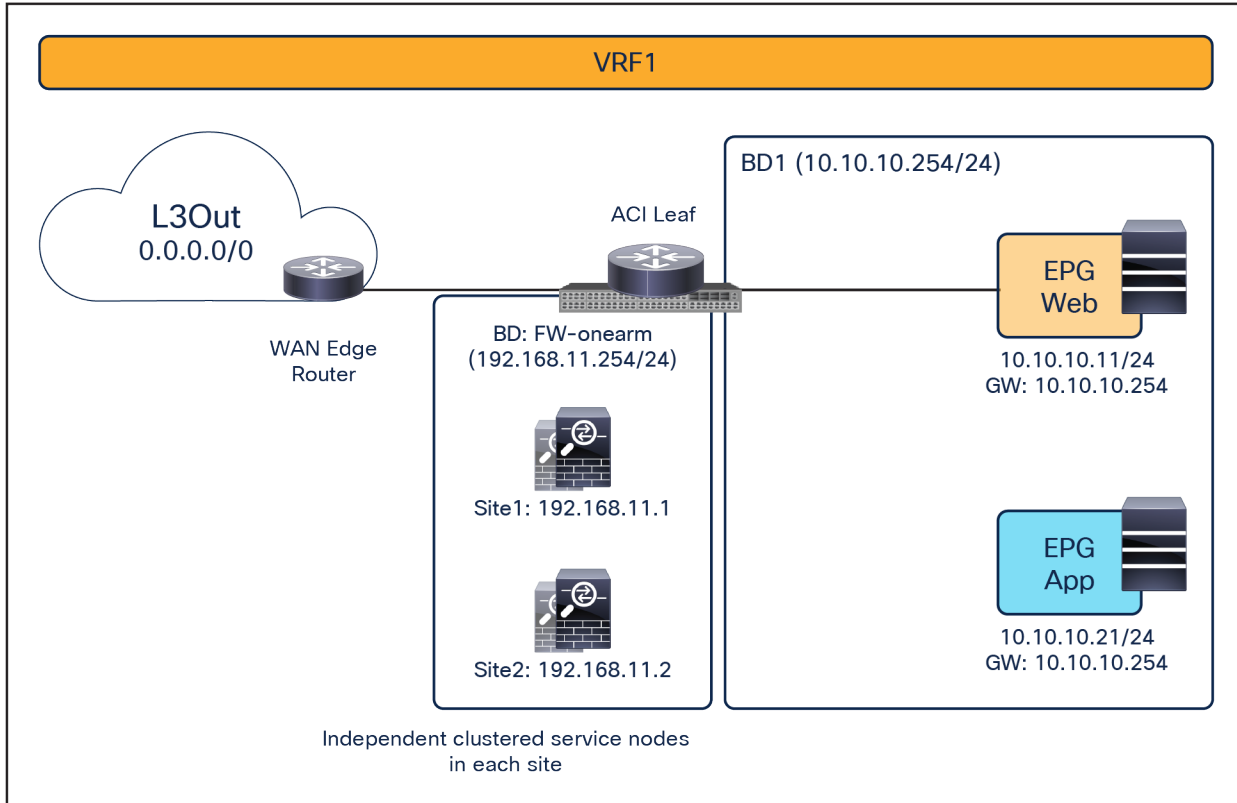 VRF1
L3Out
0.0.0.0/0
WAN Edge
Router
ACI Leaf
BD: FW-onearm
(192.168.11.254/24)
Site1: 192.168.11.1
Site2: 192.168.11.2
Independent clustered service nodes
in each site
BD1 (10.10.10.254/24)
EPG
Web
10.10.10.11/24
GW: 10.10.10.254
EPG
App
10.10.10.21/24
GW: 10.10.10.254